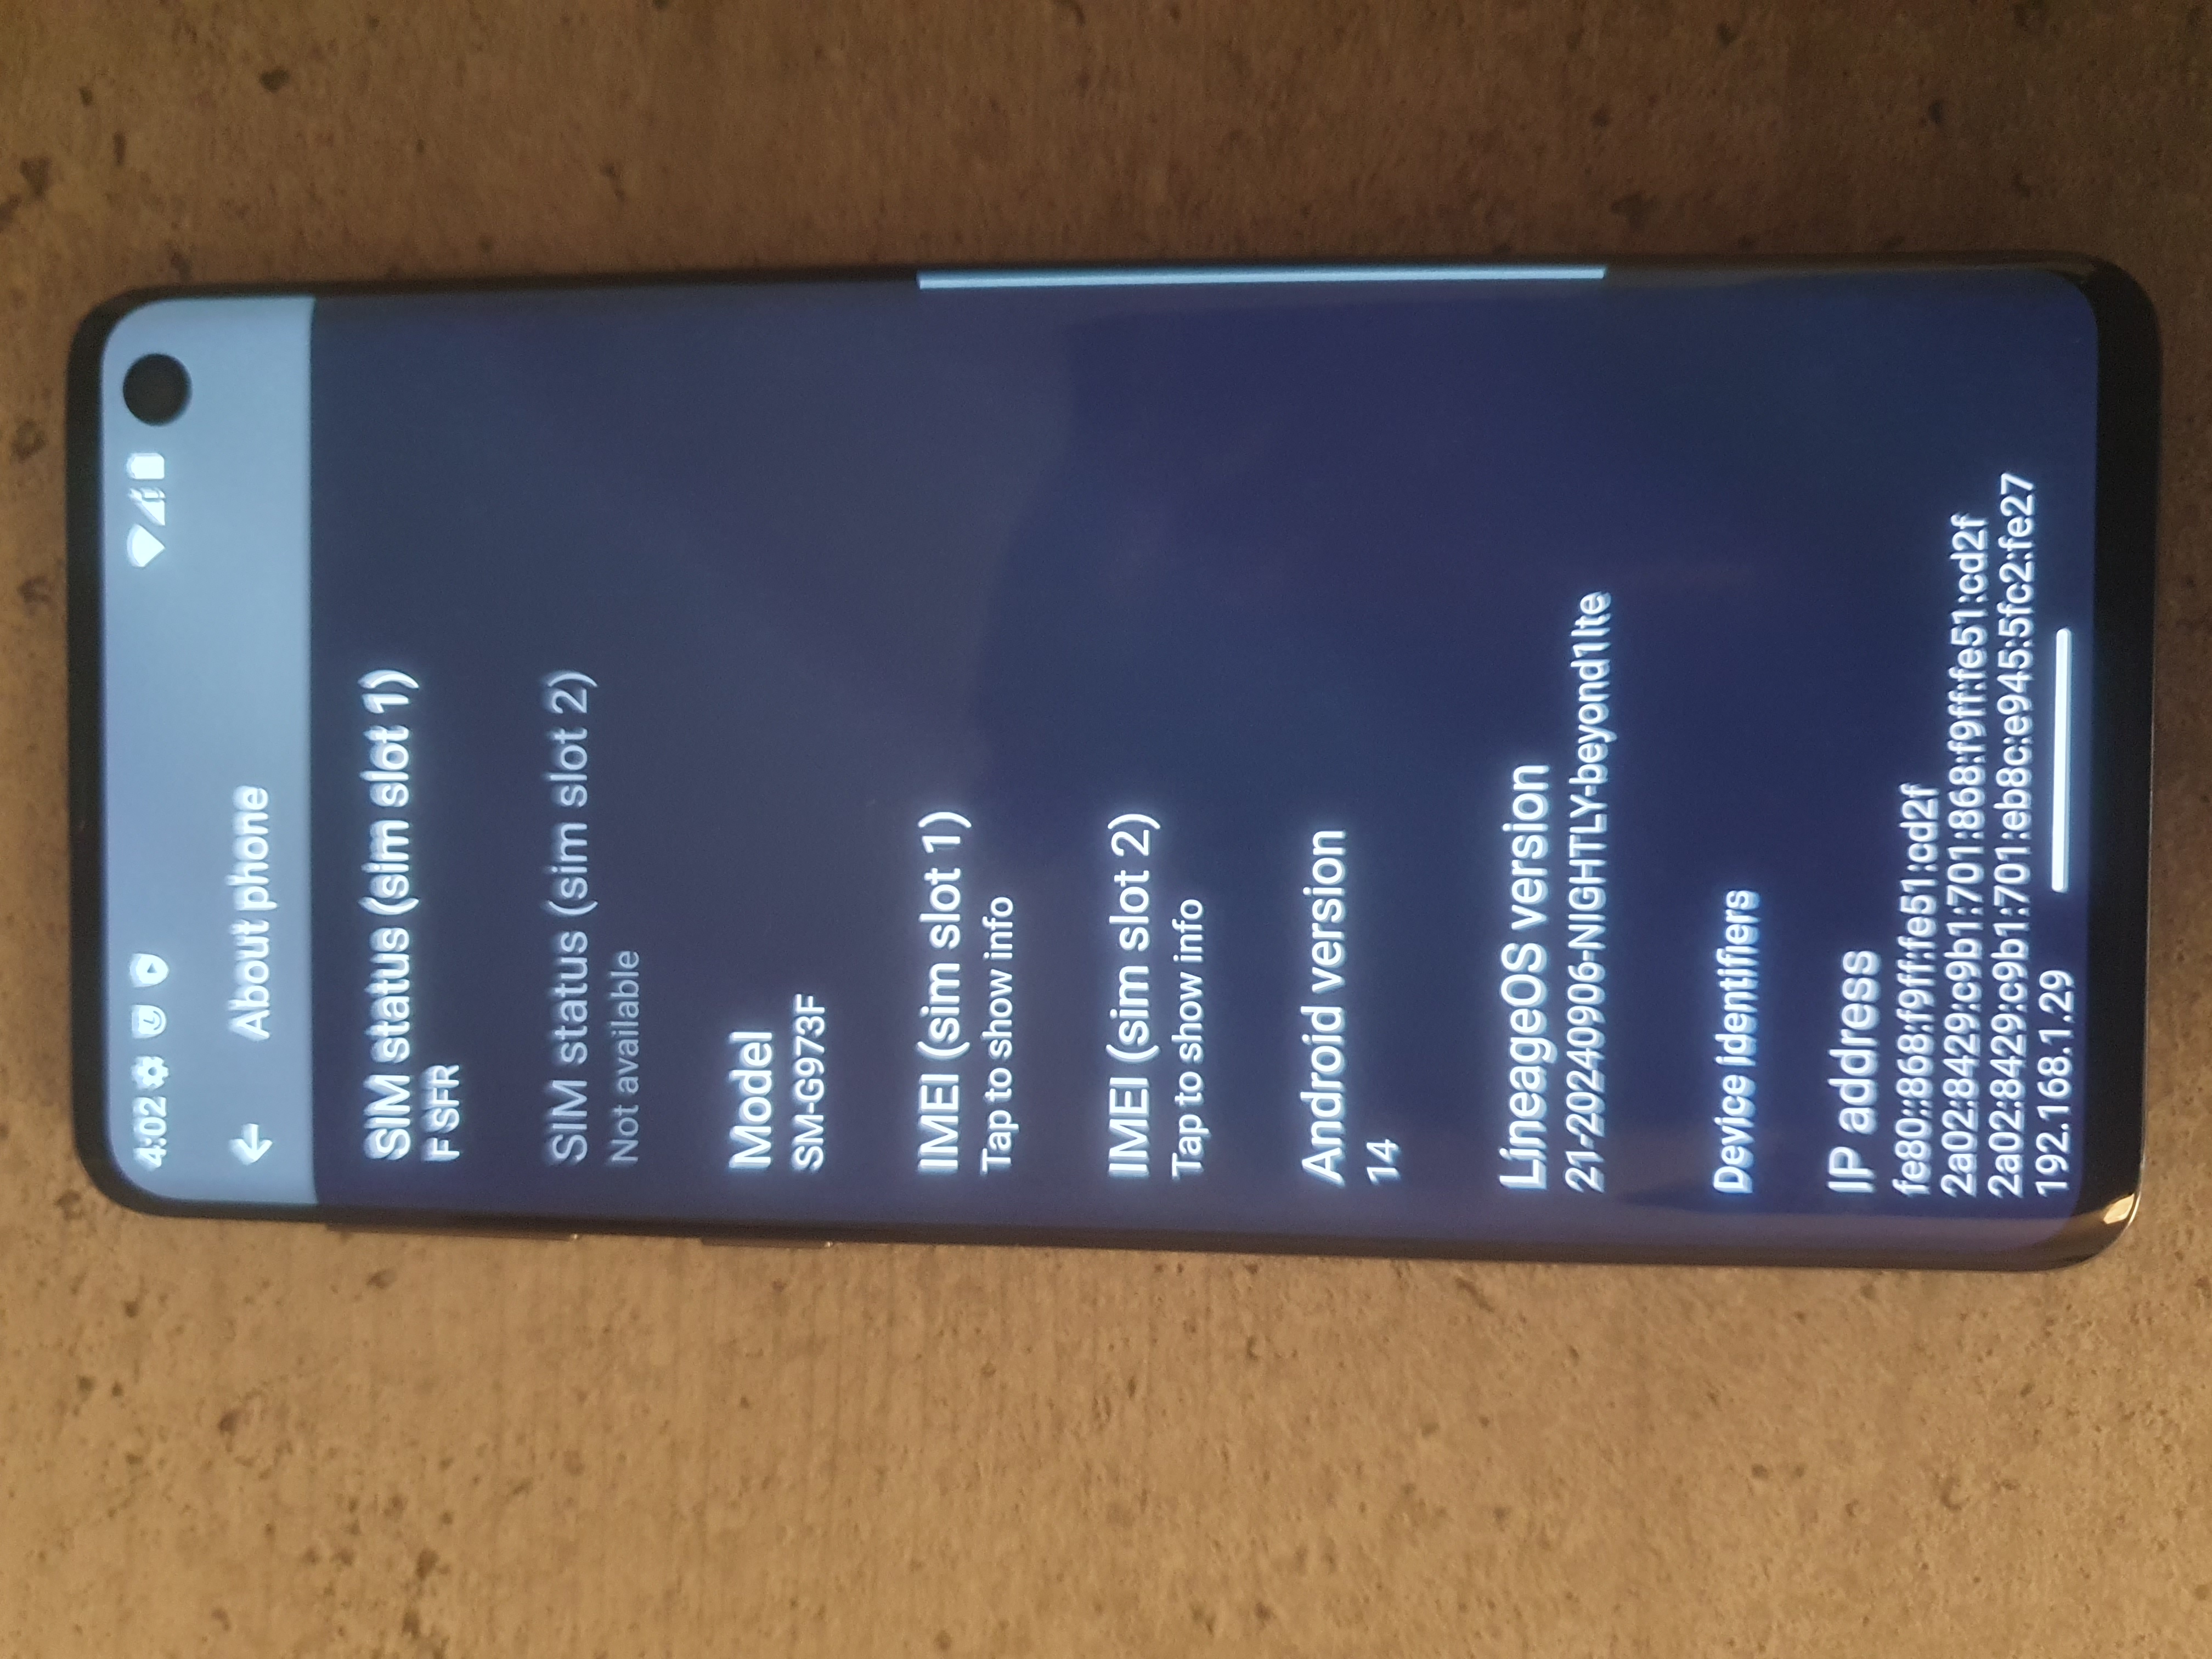 4:02
About phone
SIM status (sim slot 1)
F SFR
SIM status (sim slot 2)
Not available
Model
SM-G973F
IMEI (sim slot 1)
Tap to show info
IMEI (sim slot 2)
Tap to show info
Android version
14
LineageOS version
21-20240906-NIGHTLY-beyond1lte
Device identifiers
IP address
fe80::868:f9ff:fe51:cd2f
2a02:8429:c9b1:701:868:f9ff:fe51:cd2f
2a02:8429:c9b1:701:eb8c:e945:5fc2:fe27
192.168.1.29